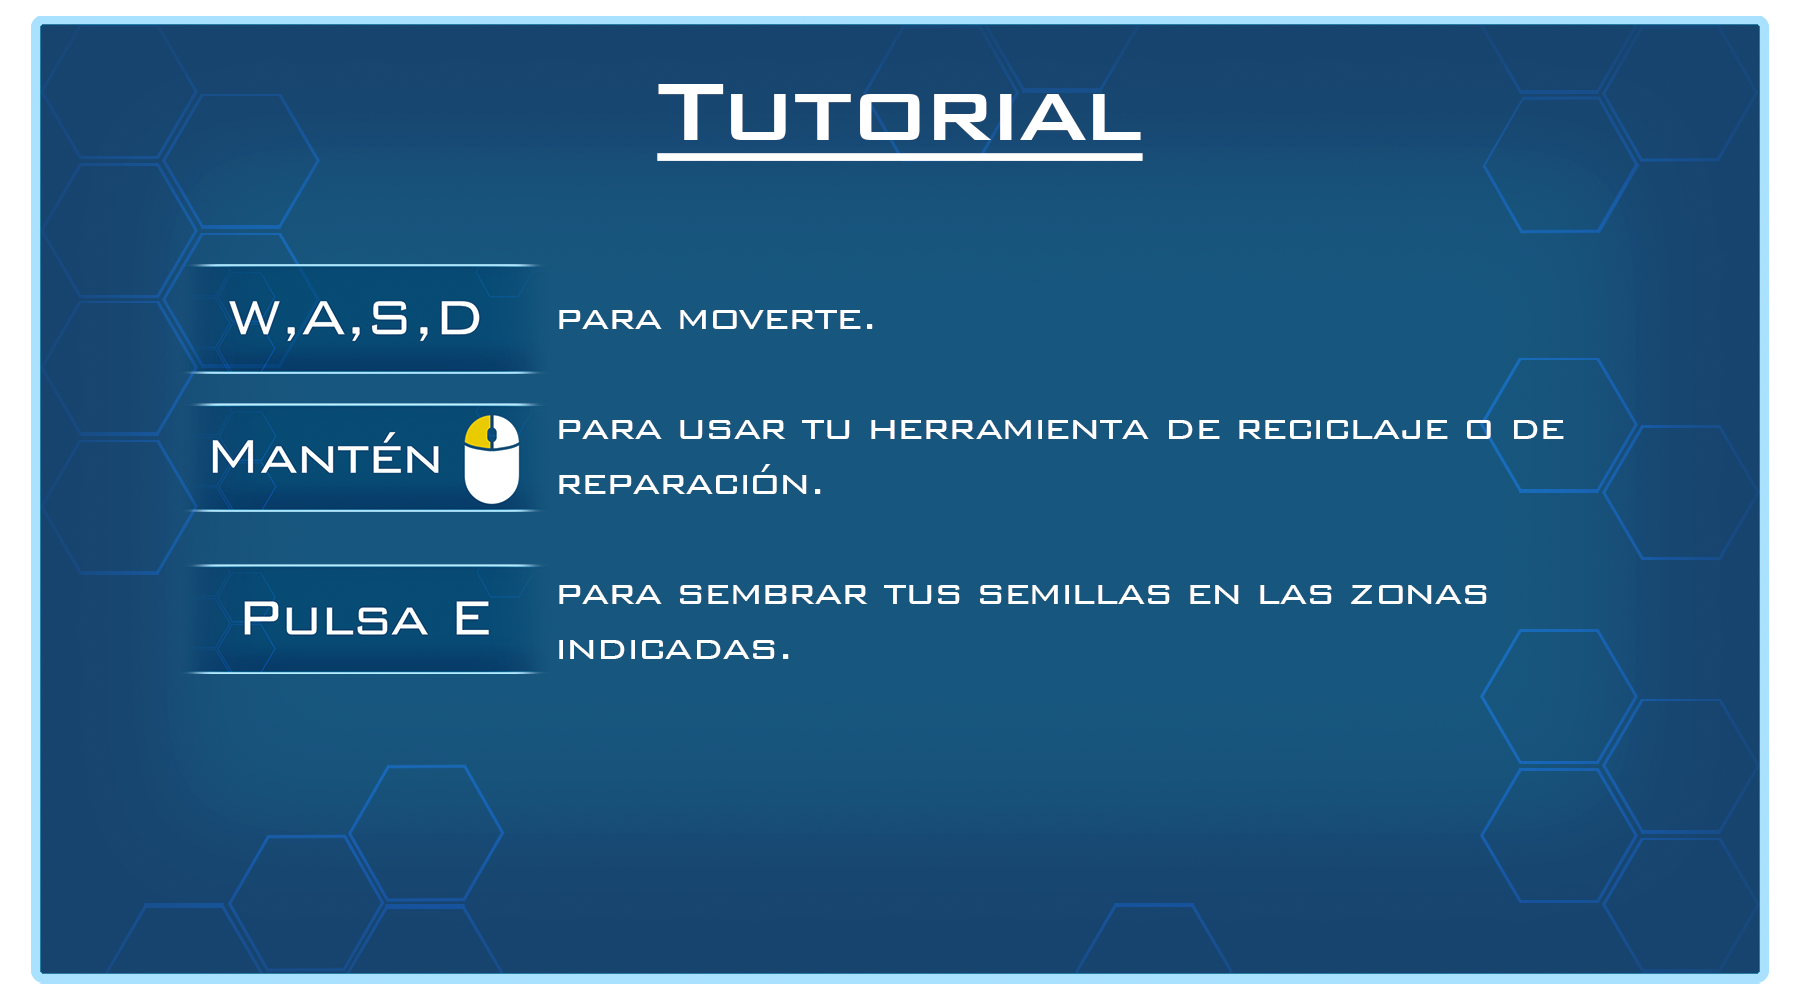 Tutorial
W,A,S,D para moverte.
Mantén para usar tu herramienta de reciclaje o de
reparación.
Pulsa E para sembrar tus semillas en las zonas
indicadas.